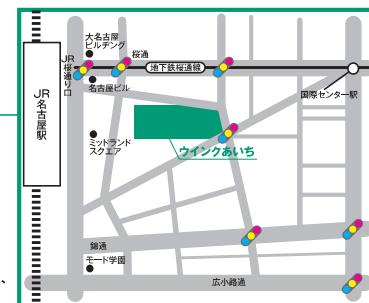 大名古屋
ビルヂング
桜通
JR
桜通り口
地下鉄桜通線
名古屋ビル
国際センター駅
JR
名古屋駅
ミッドランド
スクエア
ウインクあいち
錦通
モード学園
広小路通
、